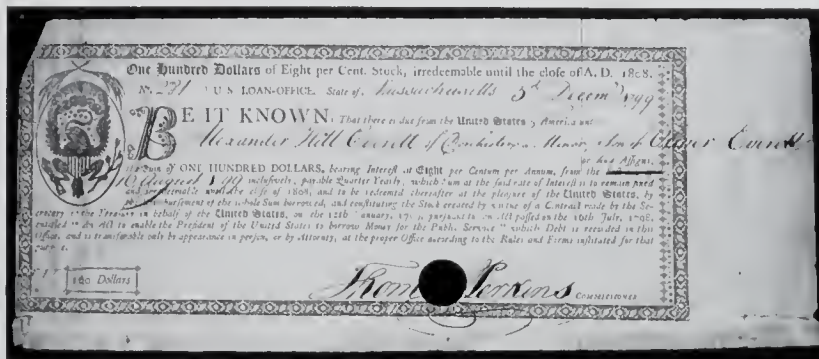 One Hundred Dollars of Eight per Cent. Stock, irredeemable until the close of A. D. 1808.
No. 281 U S LOAN-OFFICE. State of Massachusetts 3d Decemr 1799
BE IT KNOWN, That there is due from the United States of America unto
Alexander Hill Everett of Dorchester a Minor, son of Oliver Everett
or his Assigns,
the Sum of ONE HUNDRED DOLLARS, bearing Interest at Eight per Centum per Annum, from the
August inclusively, payable Quarter Yearly, which Sum at the said rate of Interest is to remain fixed
and irredeemable until the close of 1808, and to be redeemed thereafter at the pleasure of the United States, by
reimbursement of the whole Sum borrowed, and constituting the Stock created by virtue of a Contract made by the Se-
cretary of the Treasury in behalf of the United States, on the 12th January, pursuant to an Act passed on the 16th July, 1798,
entitled "An Act to enable the President of the United States to borrow Money for the Public Service" which Debt is recorded in this
Office, and is transferable only by appearance in person, or by Attorney, at the proper Office according to the Rules and Forms instituted for that
purpose.
100 Dollars
Thom Perkins COMMISSIONER